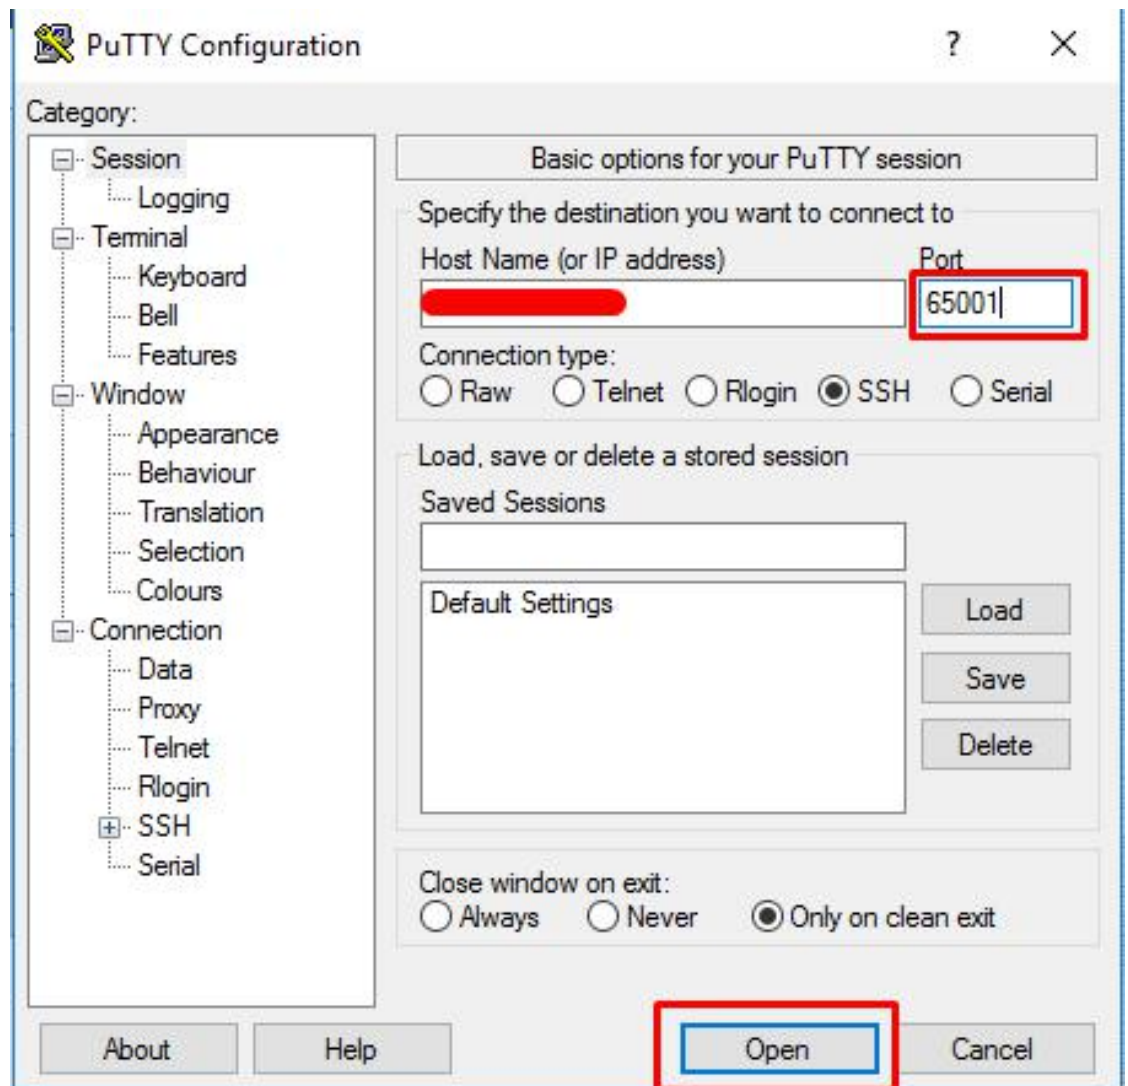 PuTTY Configuration
?
Category:
Session
Logging
Terminal
Keyboard
Bell
Features
Window
Appearance
Behaviour
Translation
Selection
Colours
Connection
Data
Proxy
Telnet
Rlogin
SSH
Serial
Basic options for your PuTTY session
Specify the destination you want to connect to
Host Name (or IP address) Port
65001
Connection type:
Raw Telnet Rlogin SSH Serial
Load, save or delete a stored session
Saved Sessions
Default Settings
Load
Save
Delete
Close window on exit:
Always Never Only on clean exit
About Help Open Cancel